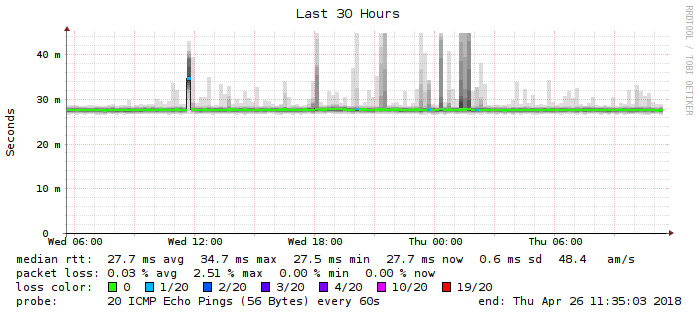 Last 30 Hours
RRDTOOL / TOBI OETIKER
Seconds
40 m
30 m
20 m
10 m
0
Wed 06:00 Wed 12:00 Wed 18:00 Thu 00:00 Thu 06:00
median rtt: 27.7 ms avg 34.7 ms max 27.5 ms min 27.7 ms now 0.6 ms sd 48.4 am/s
packet loss: 0.03 % avg 2.51 % max 0.00 % min 0.00 % now
loss color: 0 1/20 2/20 3/20 4/20 10/20 19/20
probe: 20 ICMP Echo Pings (56 Bytes) every 60s end: Thu Apr 26 11:35:03 2018